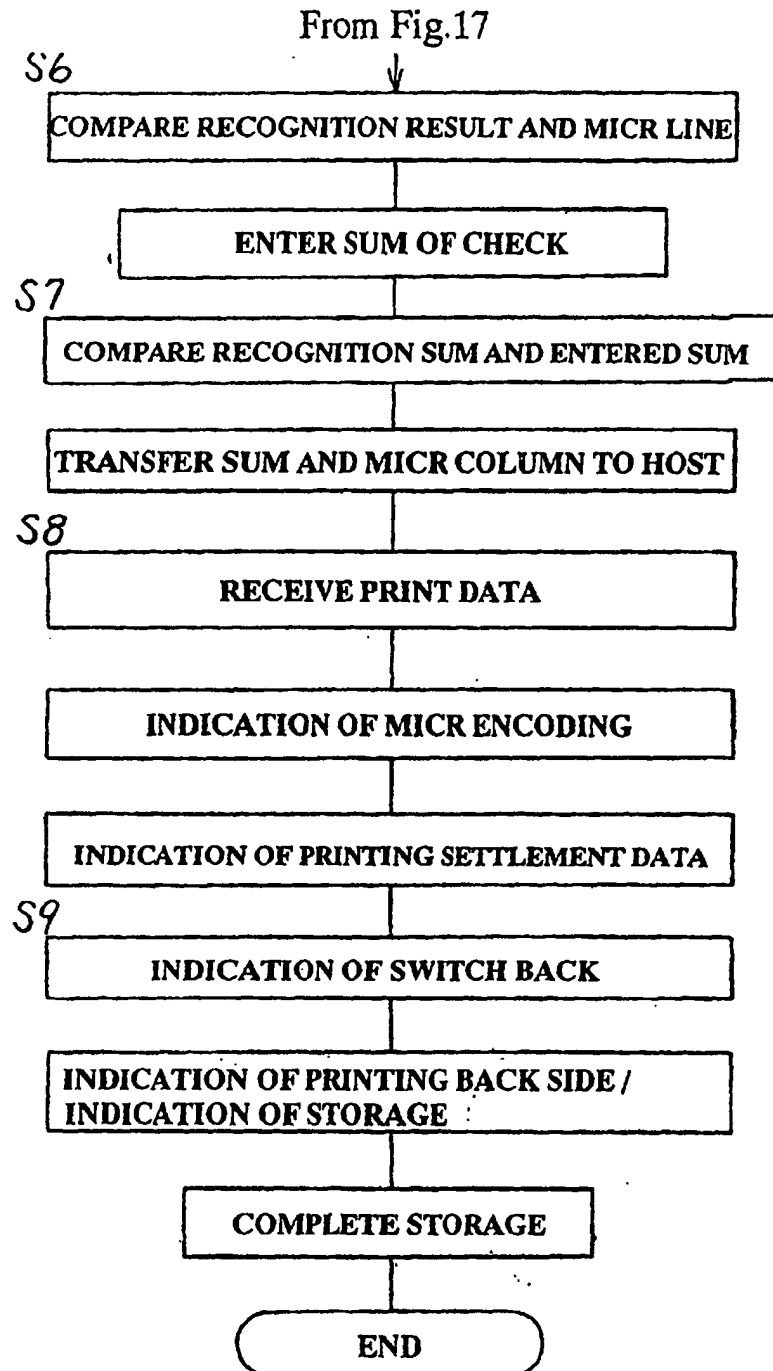 From Fig.17
S6
COMPARE RECOGNITION RESULT AND MICR LINE
ENTER SUM OF CHECK
S7
COMPARE RECOGNITION SUM AND ENTERED SUM
TRANSFER SUM AND MICR COLUMN TO HOST
S8
RECEIVE PRINT DATA
INDICATION OF MICR ENCODING
INDICATION OF PRINTING SETTLEMENT DATA
S9
INDICATION OF SWITCH BACK
INDICATION OF PRINTING BACK SIDE /
INDICATION OF STORAGE
COMPLETE STORAGE
END